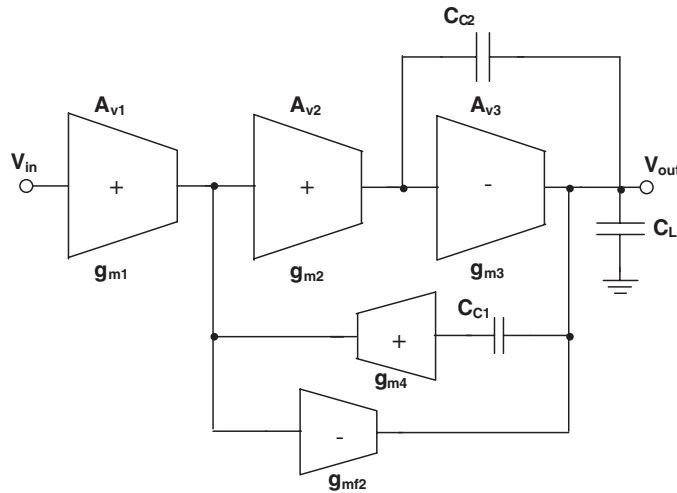 C_C2
A_v1
A_v2
A_v3
V_in
+
+
-
V_out
C_L
g_m1
g_m2
g_m3
C_C1
+
g_m4
-
g_mf2